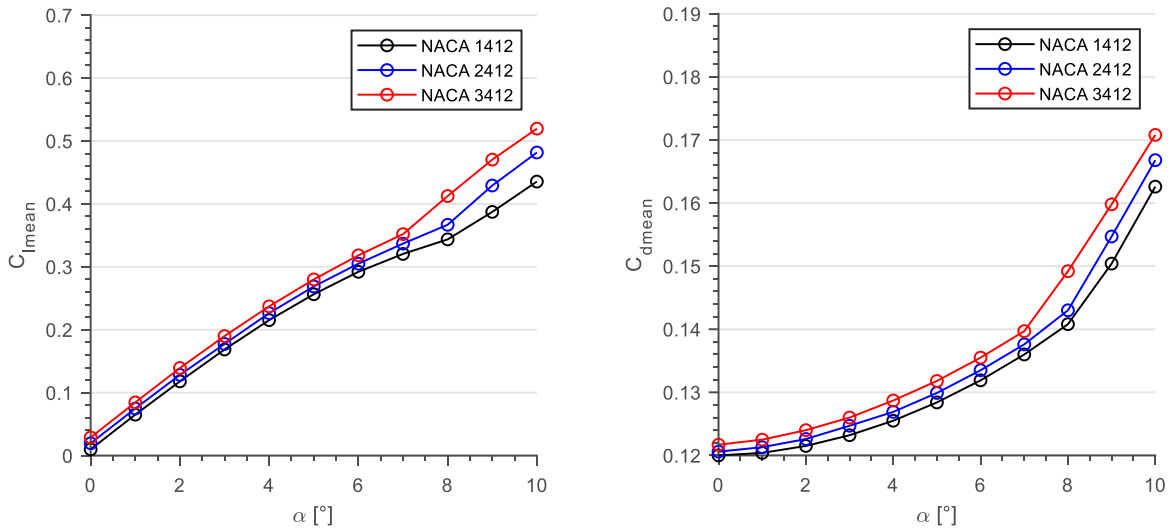 0.7
0.6
0.5
0.4
0.3
0.2
0.1
0
C_lmean
NACA 1412
NACA 2412
NACA 3412
0 2 4 6 8 10
α [°]
0.19
0.18
0.17
0.16
0.15
0.14
0.13
0.12
C_dmean
NACA 1412
NACA 2412
NACA 3412
0 2 4 6 8 10
α [°]